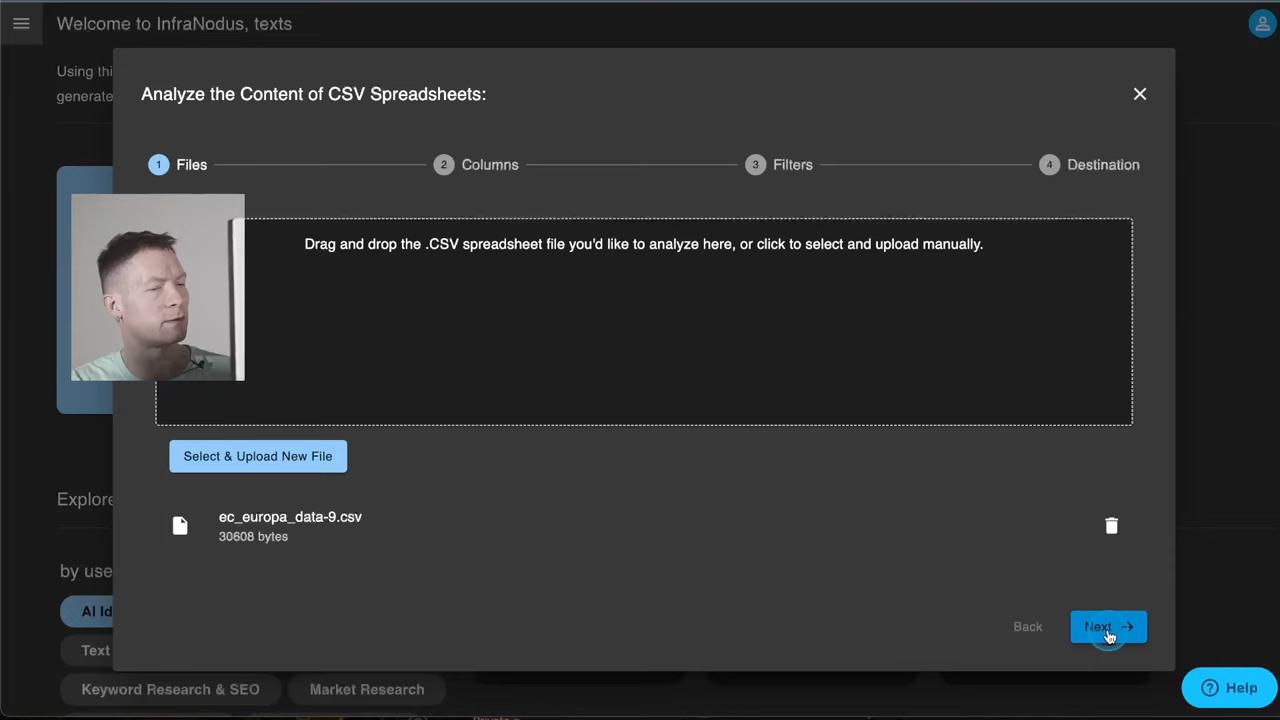 Welcome to InfraNodus, texts
Using thi
generate
Analyze the Content of CSV Spreadsheets:
1 Files
2 Columns
3 Filters
4 Destination
Drag and drop the .CSV spreadsheet file you'd like to analyze here, or click to select and upload manually.
Select & Upload New File
Explore
ec_europa_data-9.csv
30608 bytes
by use
AI Id
Back
Next
Text
Keyword Research & SEO
Market Research
Help